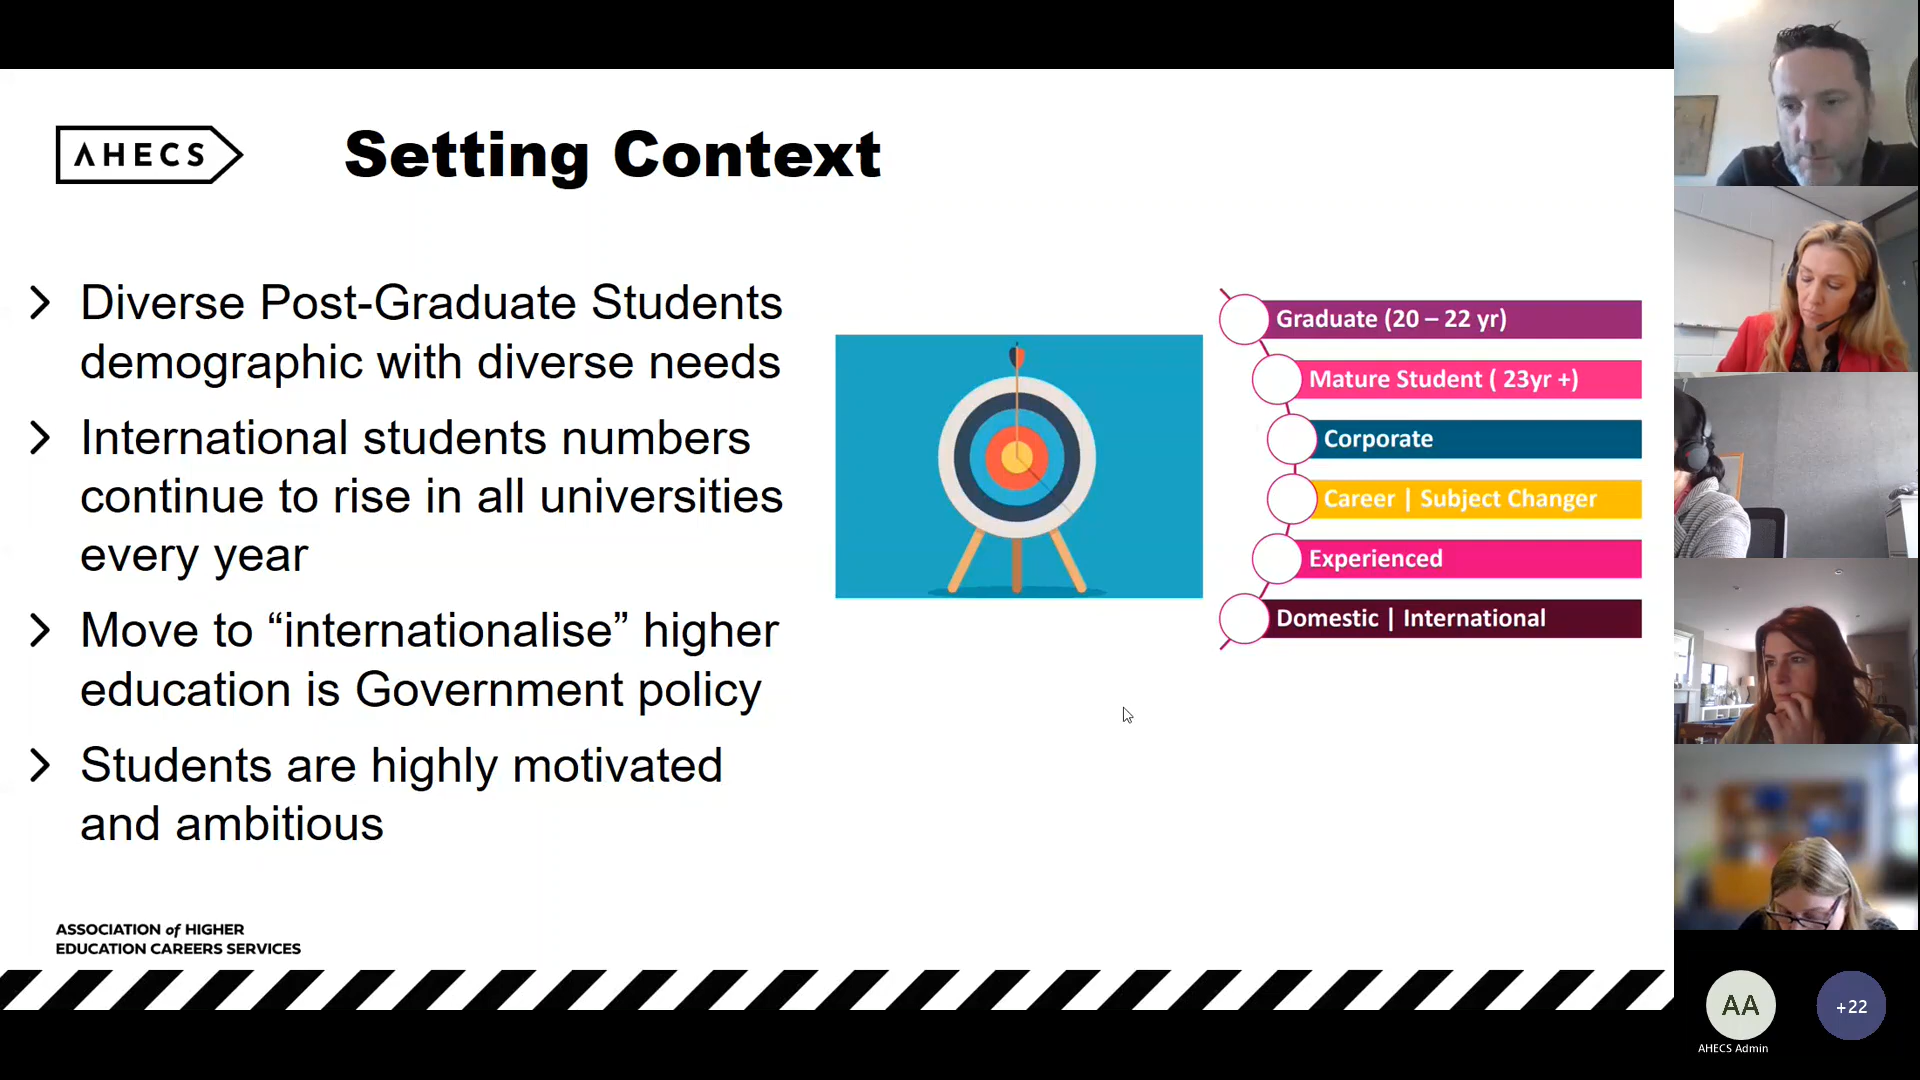 AHECS
Setting Context
Diverse Post-Graduate Students
demographic with diverse needs
International students numbers
continue to rise in all universities
every year
Move to “internationalise” higher
education is Government policy
Students are highly motivated
and ambitious
Graduate (20 – 22 yr)
Mature Student ( 23yr +)
Corporate
Career | Subject Changer
Experienced
Domestic | International
ASSOCIATION of HIGHER
EDUCATION CAREERS SERVICES
AA
AHECS Admin
+22